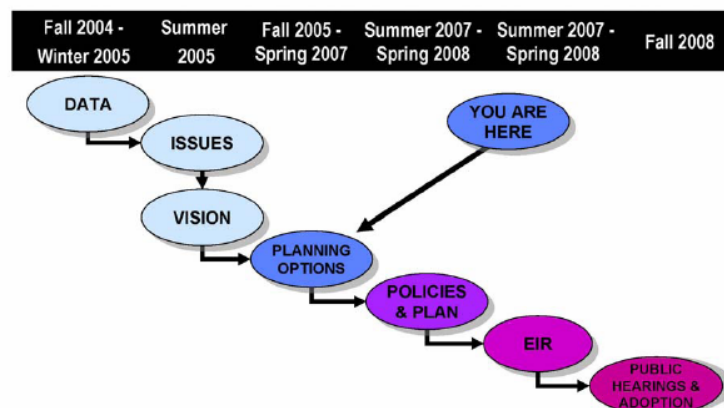 Fall 2004 -
Winter 2005
Summer
2005
Fall 2005 -
Spring 2007
Summer 2007 -
Spring 2008
Summer 2007 -
Spring 2008
Fall 2008
DATA
YOU ARE
HERE
ISSUES
VISION
PLANNING
OPTIONS
POLICIES
& PLAN
EIR
PUBLIC
HEARINGS &
ADOPTION